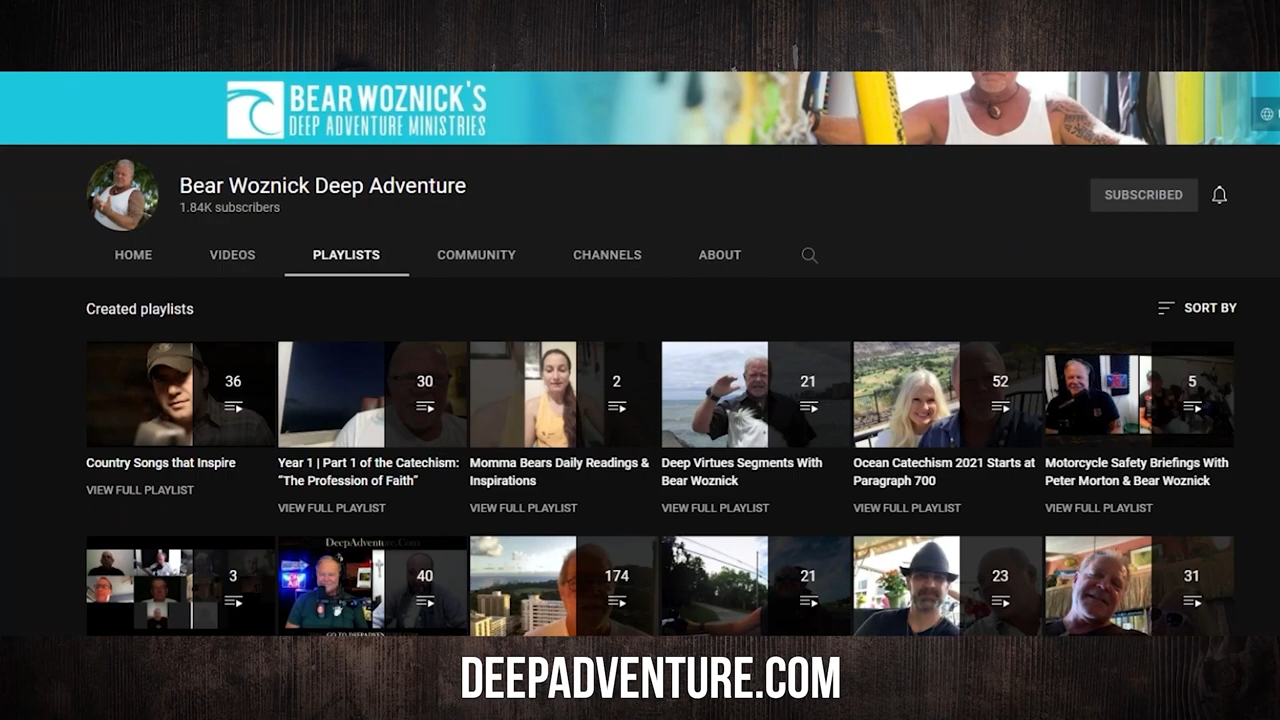 BEAR WOZNICK'S
DEEP ADVENTURE MINISTRIES
Bear Woznick Deep Adventure
1.84K subscribers
SUBSCRIBED
HOME VIDEOS PLAYLISTS COMMUNITY CHANNELS ABOUT
Created playlists
SORT BY
36
30
2
21
52
5
Country Songs that Inspire
VIEW FULL PLAYLIST
Year 1 | Part 1 of the Catechism:
“The Profession of Faith”
VIEW FULL PLAYLIST
Momma Bears Daily Readings &
Inspirations
VIEW FULL PLAYLIST
Deep Virtues Segments With
Bear Woznick
VIEW FULL PLAYLIST
Ocean Catechism 2021 Starts at
Paragraph 700
VIEW FULL PLAYLIST
Motorcycle Safety Briefings With
Peter Morton & Bear Woznick
VIEW FULL PLAYLIST
DeepAdventure.Com
3
40
174
21
23
31
GO TO DEEPADVEN
DEEPADVENTURE.COM